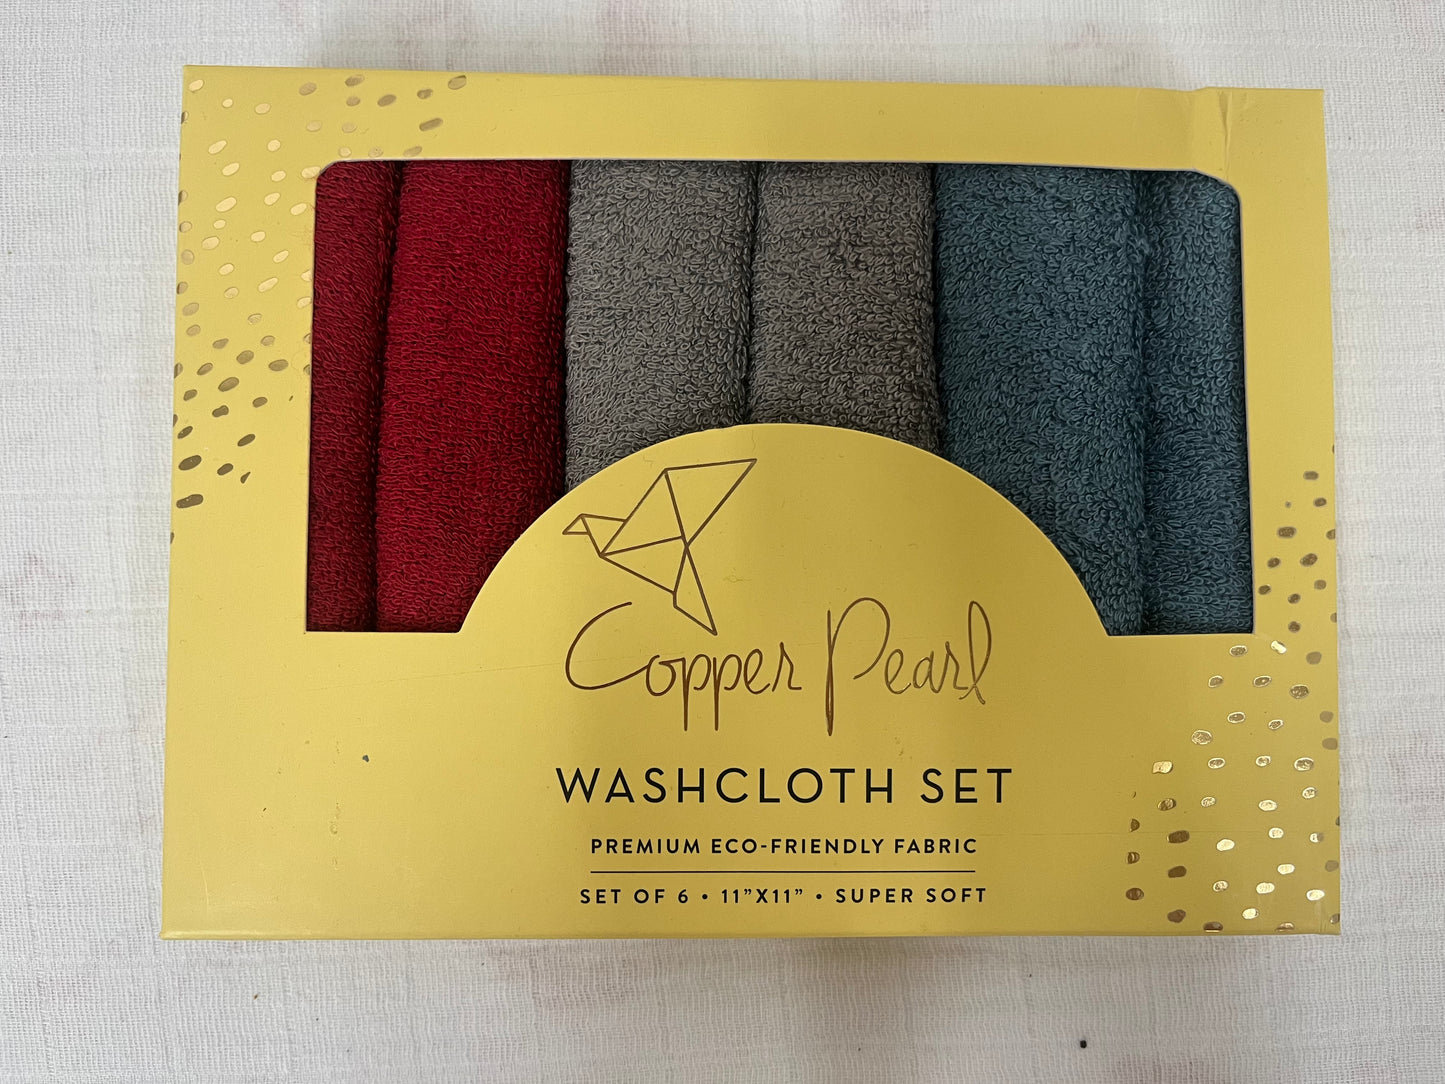 Copper Pearl
WASHCLOTH SET
PREMIUM ECO-FRIENDLY FABRIC
SET OF 6 • 11”X11” • SUPER SOFT